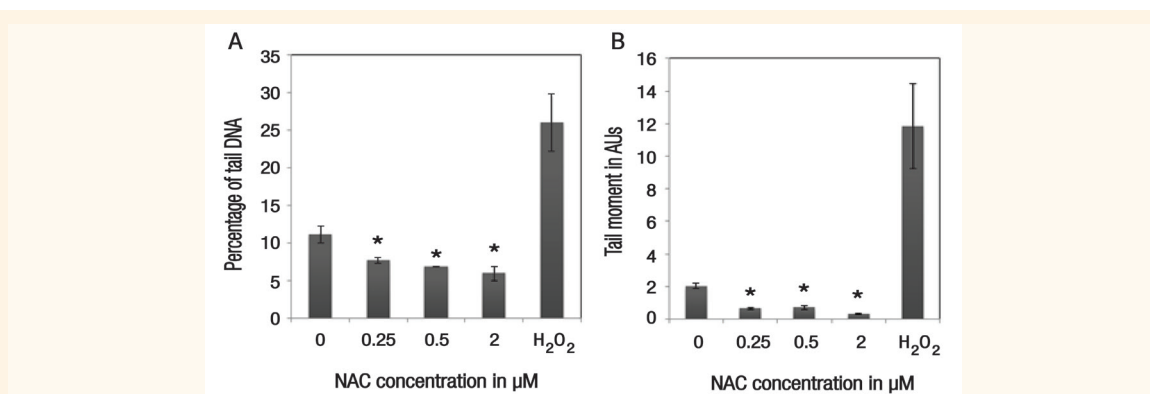 A
Percentage of tail DNA
35
30
25
20
15
10
5
0
*
*
*
0 0.25 0.5 2 H₂O₂
NAC concentration in µM
B
Tail moment in AUs
16
14
12
10
8
6
4
2
0
*
*
*
0 0.25 0.5 2 H₂O₂
NAC concentration in µM